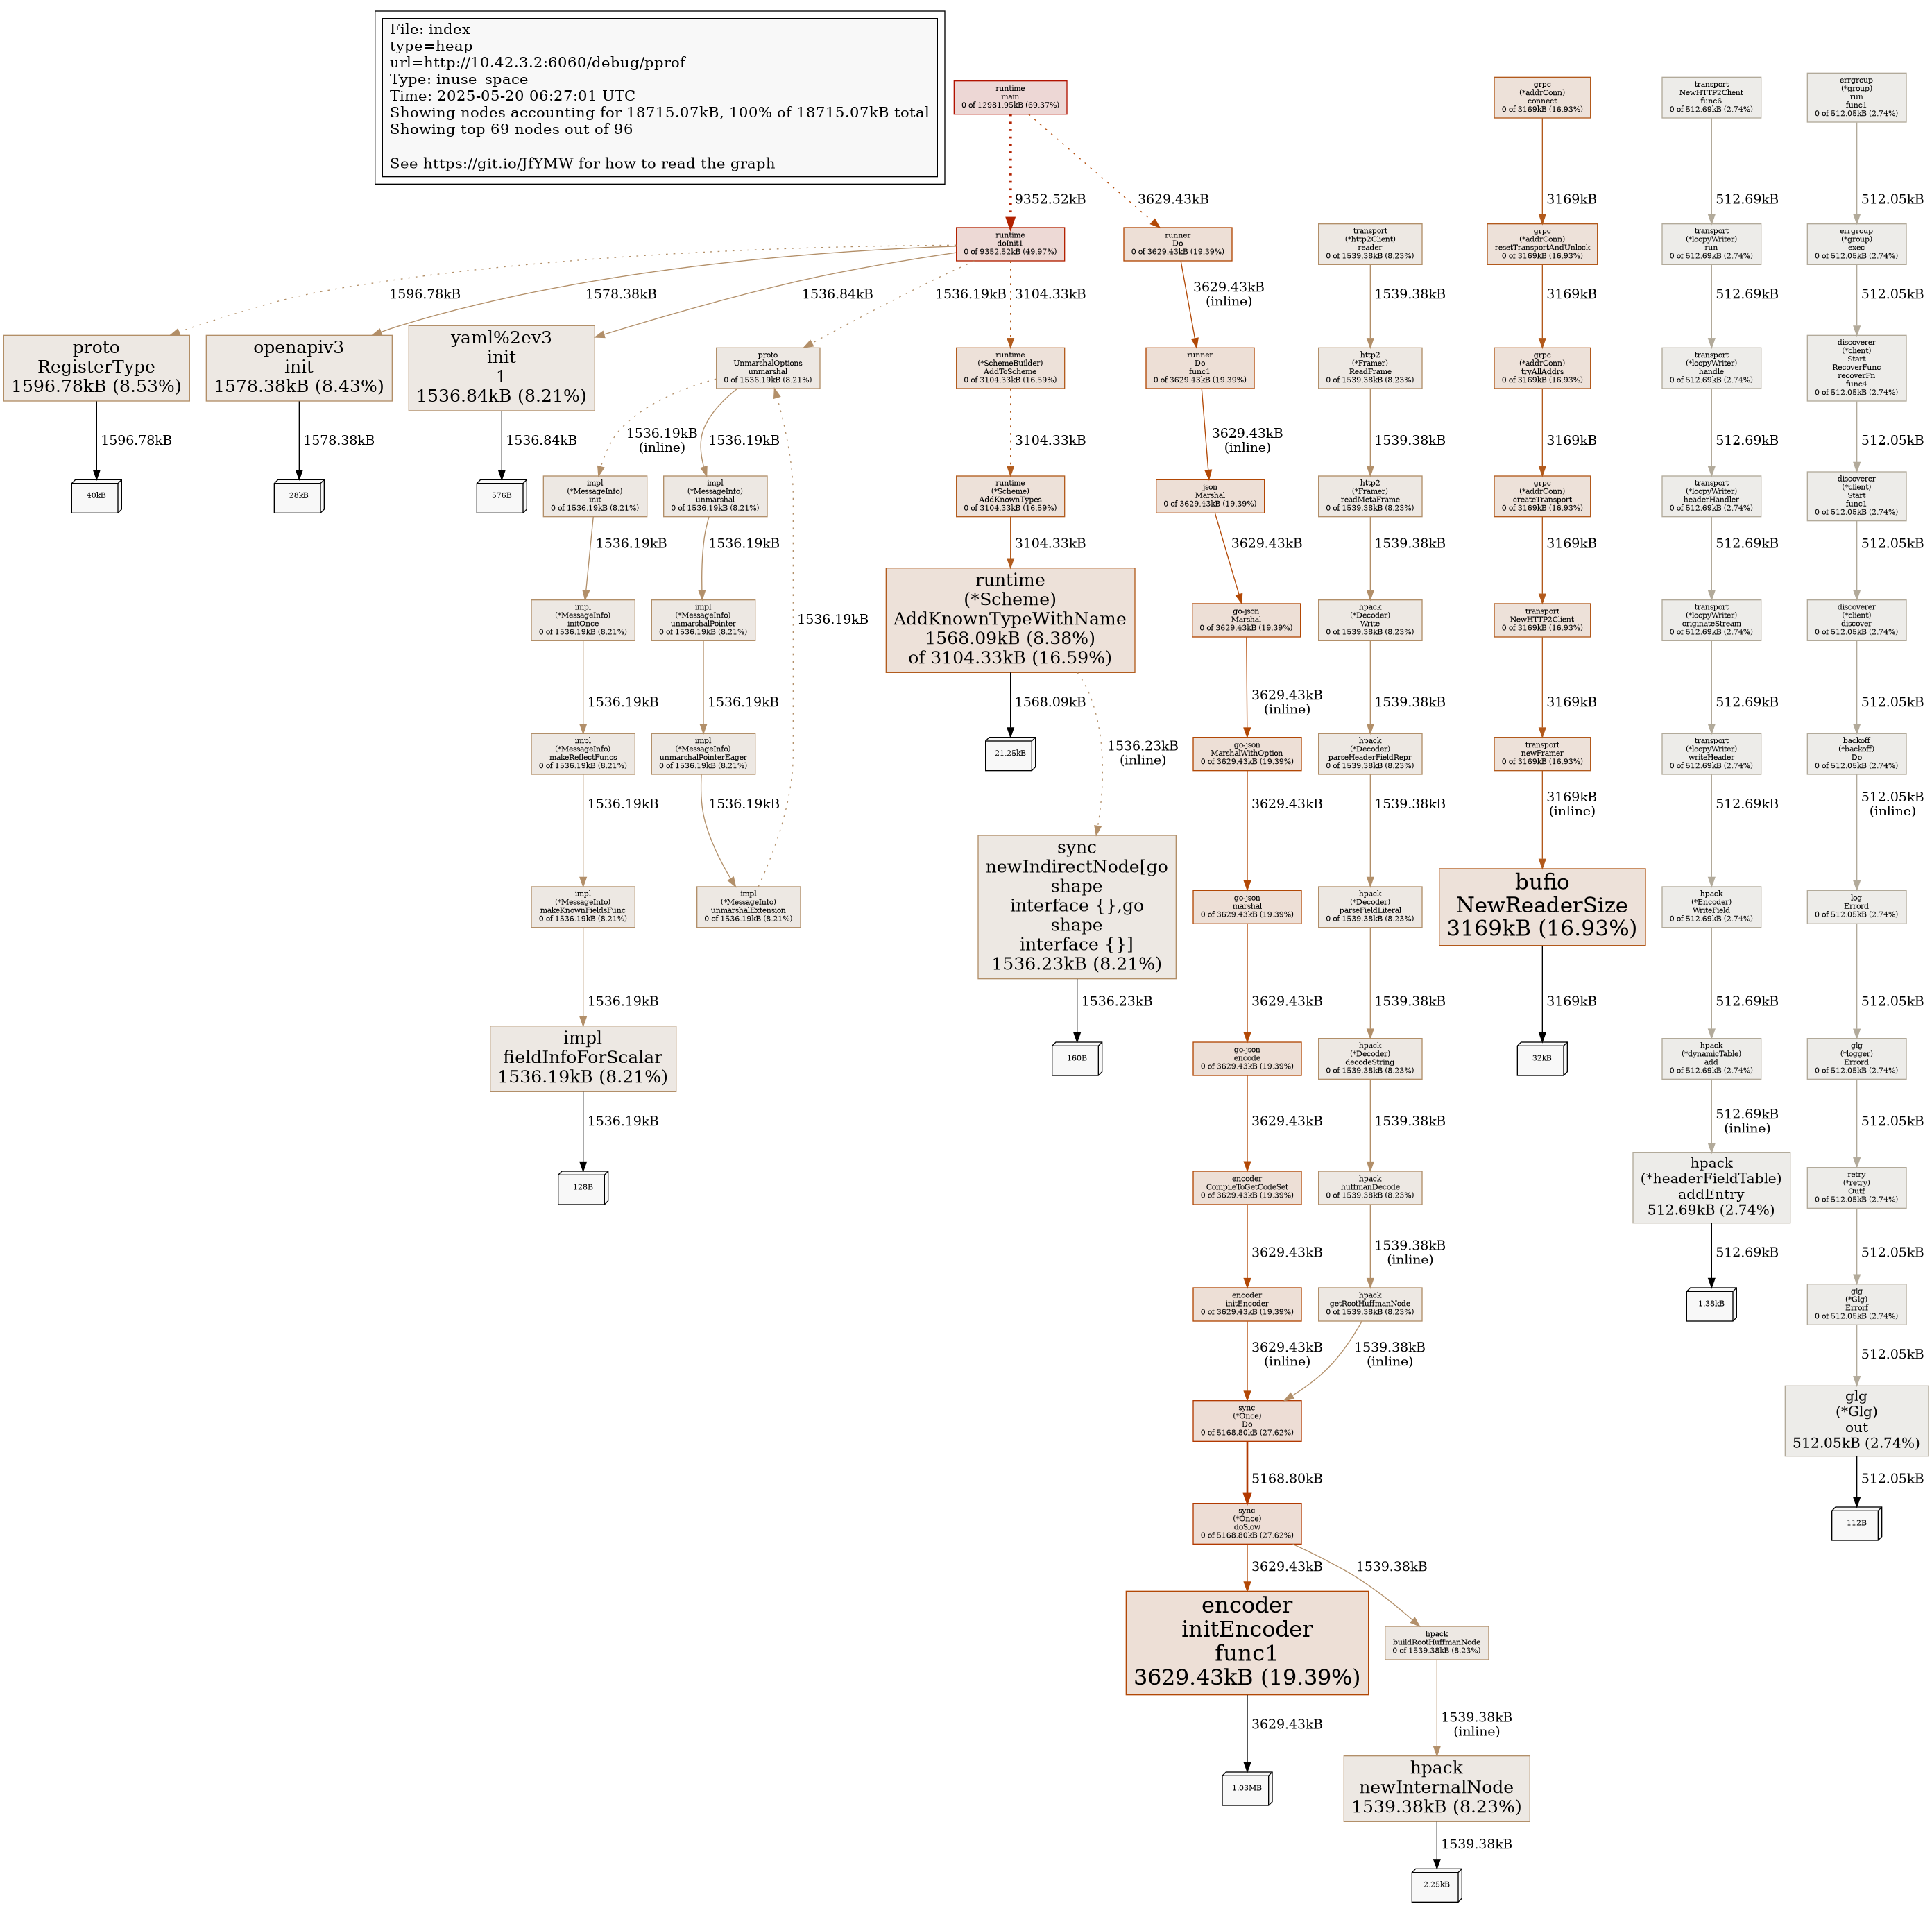 File: index
type=heap
url=http://10.42.3.2:6060/debug/pprof
Type: inuse_space
Time: 2025-05-20 06:27:01 UTC
Showing nodes accounting for 18715.07kB, 100% of 18715.07kB total
Showing top 69 nodes out of 96
See https://git.io/JfYMW for how to read the graph
runtime
main
0 of 12981.95kB (69.37%)
9352.52kB
3629.43kB
runtime
doInit1
0 of 9352.52kB (49.97%)
1596.78kB
1578.38kB
1536.84kB
1536.19kB
3104.33kB
proto
RegisterType
1596.78kB (8.53%)
1596.78kB
40kB
openapiv3
init
1578.38kB (8.43%)
1578.38kB
28kB
yaml%2ev3
init
1
1536.84kB (8.21%)
1536.84kB
576B
proto
UnmarshalOptions
unmarshal
0 of 1536.19kB (8.21%)
1536.19kB
(inline)
1536.19kB
impl
(*MessageInfo)
init
0 of 1536.19kB (8.21%)
1536.19kB
impl
(*MessageInfo)
initOnce
0 of 1536.19kB (8.21%)
1536.19kB
impl
(*MessageInfo)
makeReflectFuncs
0 of 1536.19kB (8.21%)
1536.19kB
impl
(*MessageInfo)
makeKnownFieldsFunc
0 of 1536.19kB (8.21%)
1536.19kB
impl
fieldInfoForScalar
1536.19kB (8.21%)
1536.19kB
128B
impl
(*MessageInfo)
unmarshal
0 of 1536.19kB (8.21%)
1536.19kB
impl
(*MessageInfo)
unmarshalPointer
0 of 1536.19kB (8.21%)
1536.19kB
impl
(*MessageInfo)
unmarshalPointerEager
0 of 1536.19kB (8.21%)
1536.19kB
impl
(*MessageInfo)
unmarshalExtension
0 of 1536.19kB (8.21%)
1536.19kB
runtime
(*SchemeBuilder)
AddToScheme
0 of 3104.33kB (16.59%)
3104.33kB
runtime
(*Scheme)
AddKnownTypes
0 of 3104.33kB (16.59%)
3104.33kB
runtime
(*Scheme)
AddKnownTypeWithName
1568.09kB (8.38%)
of 3104.33kB (16.59%)
1568.09kB
21.25kB
1536.23kB
(inline)
sync
newIndirectNode[go
shape
interface {},go
shape
interface {}]
1536.23kB (8.21%)
1536.23kB
160B
runner
Do
0 of 3629.43kB (19.39%)
3629.43kB
(inline)
runner
Do
func1
0 of 3629.43kB (19.39%)
3629.43kB
(inline)
json
Marshal
0 of 3629.43kB (19.39%)
3629.43kB
go-json
Marshal
0 of 3629.43kB (19.39%)
3629.43kB
(inline)
go-json
MarshalWithOption
0 of 3629.43kB (19.39%)
3629.43kB
go-json
marshal
0 of 3629.43kB (19.39%)
3629.43kB
go-json
encode
0 of 3629.43kB (19.39%)
3629.43kB
encoder
CompileToGetCodeSet
0 of 3629.43kB (19.39%)
3629.43kB
encoder
initEncoder
0 of 3629.43kB (19.39%)
3629.43kB
(inline)
transport
(*http2Client)
reader
0 of 1539.38kB (8.23%)
1539.38kB
http2
(*Framer)
ReadFrame
0 of 1539.38kB (8.23%)
1539.38kB
http2
(*Framer)
readMetaFrame
0 of 1539.38kB (8.23%)
1539.38kB
hpack
(*Decoder)
Write
0 of 1539.38kB (8.23%)
1539.38kB
hpack
(*Decoder)
parseHeaderFieldRepr
0 of 1539.38kB (8.23%)
1539.38kB
hpack
(*Decoder)
parseFieldLiteral
0 of 1539.38kB (8.23%)
1539.38kB
hpack
(*Decoder)
decodeString
0 of 1539.38kB (8.23%)
1539.38kB
hpack
huffmanDecode
0 of 1539.38kB (8.23%)
1539.38kB
(inline)
hpack
getRootHuffmanNode
0 of 1539.38kB (8.23%)
1539.38kB
(inline)
sync
(*Once)
Do
0 of 5168.80kB (27.62%)
5168.80kB
sync
(*Once)
doSlow
0 of 5168.80kB (27.62%)
3629.43kB
1539.38kB
encoder
initEncoder
func1
3629.43kB (19.39%)
3629.43kB
1.03MB
hpack
buildRootHuffmanNode
0 of 1539.38kB (8.23%)
1539.38kB
(inline)
hpack
newInternalNode
1539.38kB (8.23%)
1539.38kB
2.25kB
grpc
(*addrConn)
connect
0 of 3169kB (16.93%)
3169kB
grpc
(*addrConn)
resetTransportAndUnlock
0 of 3169kB (16.93%)
3169kB
grpc
(*addrConn)
tryAllAddrs
0 of 3169kB (16.93%)
3169kB
grpc
(*addrConn)
createTransport
0 of 3169kB (16.93%)
3169kB
transport
NewHTTP2Client
0 of 3169kB (16.93%)
3169kB
transport
newFramer
0 of 3169kB (16.93%)
3169kB
(inline)
bufio
NewReaderSize
3169kB (16.93%)
3169kB
32kB
transport
NewHTTP2Client
func6
0 of 512.69kB (2.74%)
512.69kB
transport
(*loopyWriter)
run
0 of 512.69kB (2.74%)
512.69kB
transport
(*loopyWriter)
handle
0 of 512.69kB (2.74%)
512.69kB
transport
(*loopyWriter)
headerHandler
0 of 512.69kB (2.74%)
512.69kB
transport
(*loopyWriter)
originateStream
0 of 512.69kB (2.74%)
512.69kB
transport
(*loopyWriter)
writeHeader
0 of 512.69kB (2.74%)
512.69kB
hpack
(*Encoder)
WriteField
0 of 512.69kB (2.74%)
512.69kB
hpack
(*dynamicTable)
add
0 of 512.69kB (2.74%)
512.69kB
(inline)
hpack
(*headerFieldTable)
addEntry
512.69kB (2.74%)
512.69kB
1.38kB
errgroup
(*group)
run
func1
0 of 512.05kB (2.74%)
512.05kB
errgroup
(*group)
exec
0 of 512.05kB (2.74%)
512.05kB
discoverer
(*client)
Start
RecoverFunc
recoverFn
func4
0 of 512.05kB (2.74%)
512.05kB
discoverer
(*client)
Start
func1
0 of 512.05kB (2.74%)
512.05kB
discoverer
(*client)
discover
0 of 512.05kB (2.74%)
512.05kB
backoff
(*backoff)
Do
0 of 512.05kB (2.74%)
512.05kB
(inline)
log
Errord
0 of 512.05kB (2.74%)
512.05kB
glg
(*logger)
Errord
0 of 512.05kB (2.74%)
512.05kB
retry
(*retry)
Outf
0 of 512.05kB (2.74%)
512.05kB
glg
(*Glg)
Errorf
0 of 512.05kB (2.74%)
512.05kB
glg
(*Glg)
out
512.05kB (2.74%)
512.05kB
112B